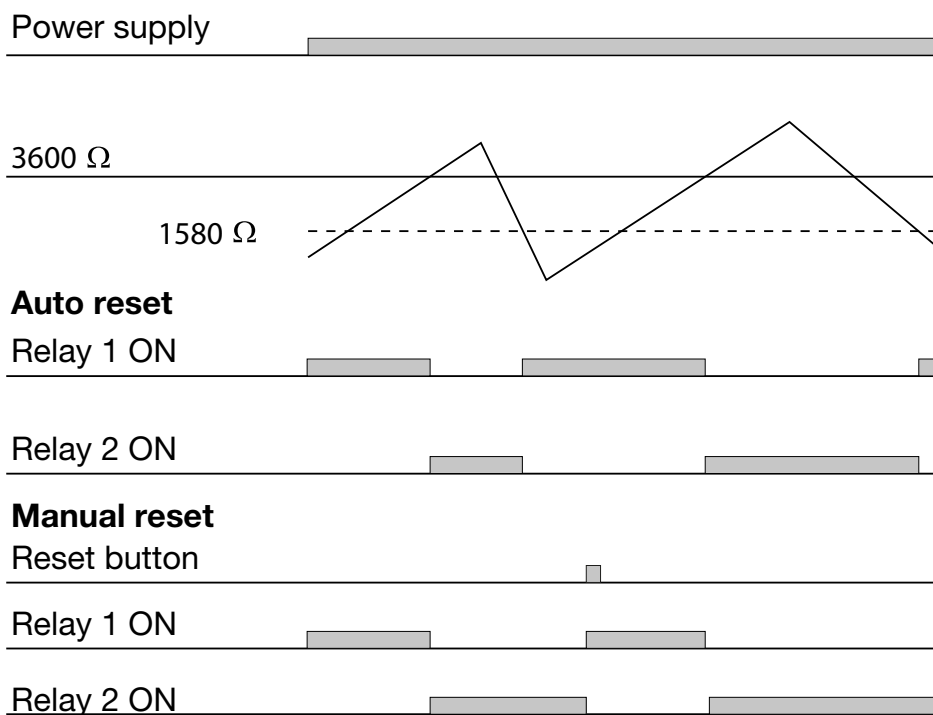 Power supply
3600 Ω
1580 Ω
Auto reset
Relay 1 ON
Relay 2 ON
Manual reset
Reset button
Relay 1 ON
Relay 2 ON